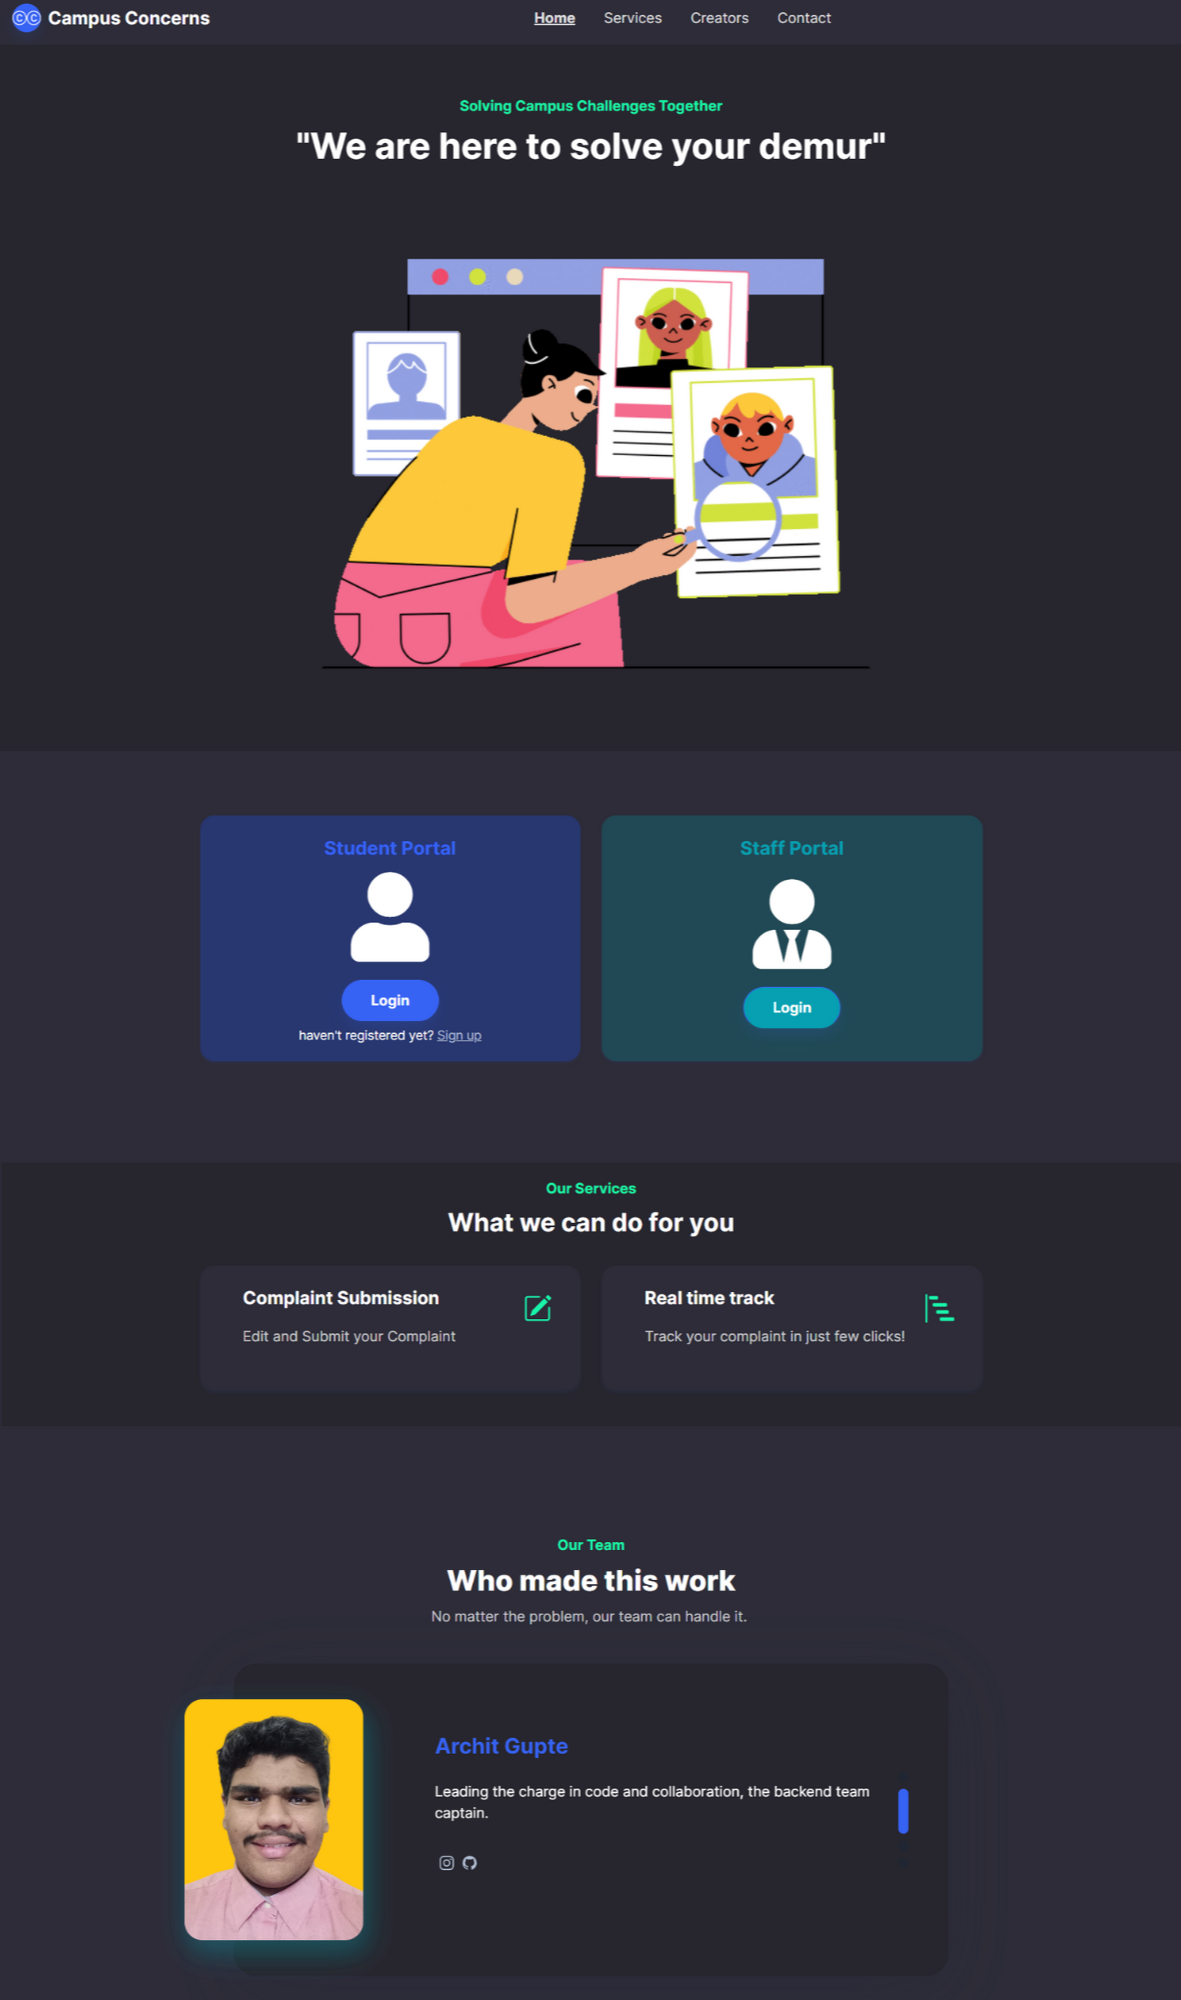 CC Campus Concerns
Home Services Creators Contact
Solving Campus Challenges Together
"We are here to solve your demur"
Student Portal
Login
haven't registered yet? Sign up
Staff Portal
Login
Our Services
What we can do for you
Complaint Submission
Edit and Submit your Complaint
Real time track
Track your complaint in just few clicks!
Our Team
Who made this work
No matter the problem, our team can handle it.
Archit Gupte
Leading the charge in code and collaboration, the backend team
captain.